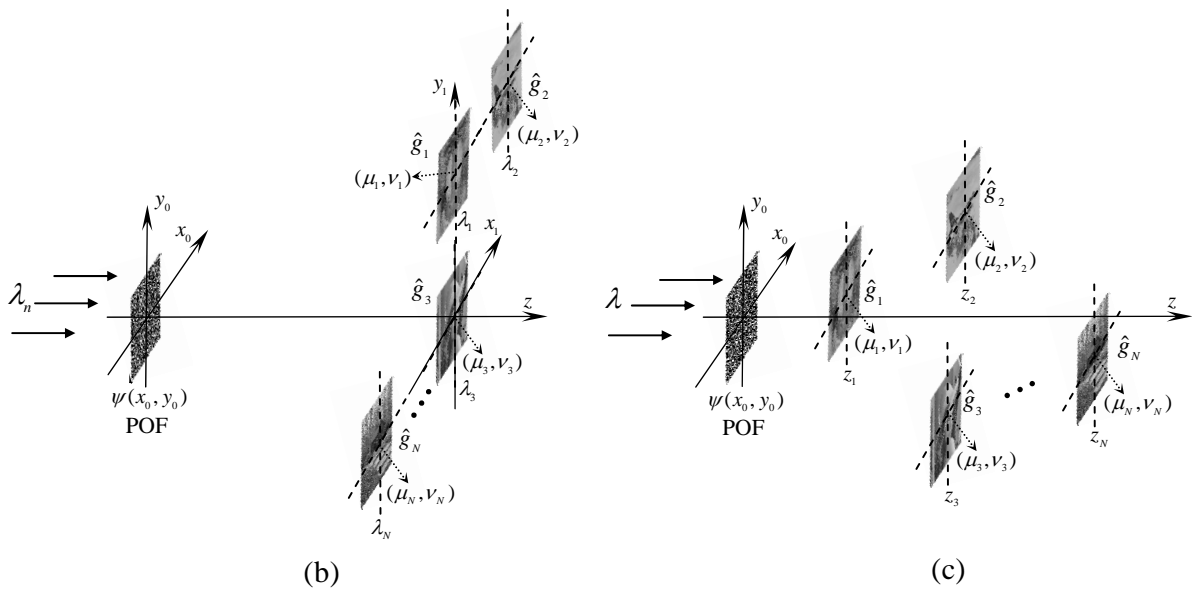 y₁
ĝ₂
(μ₂,ν₂)
λ₂
ĝ₁
(μ₁,ν₁)
λ₁
x₁
y₀
x₀
λₙ
ĝ₃
z
(μ₃,ν₃)
λ₃
ψ(x₀, y₀)
POF
ĝ_N
(μ_N,ν_N)
λ_N
(b)
y₀
x₀
λ
ĝ₁
(μ₁,ν₁)
z₁
ĝ₂
(μ₂,ν₂)
z₂
z
ĝ_N
(μ_N,ν_N)
z_N
ĝ₃
(μ₃,ν₃)
z₃
ψ(x₀, y₀)
POF
(c)